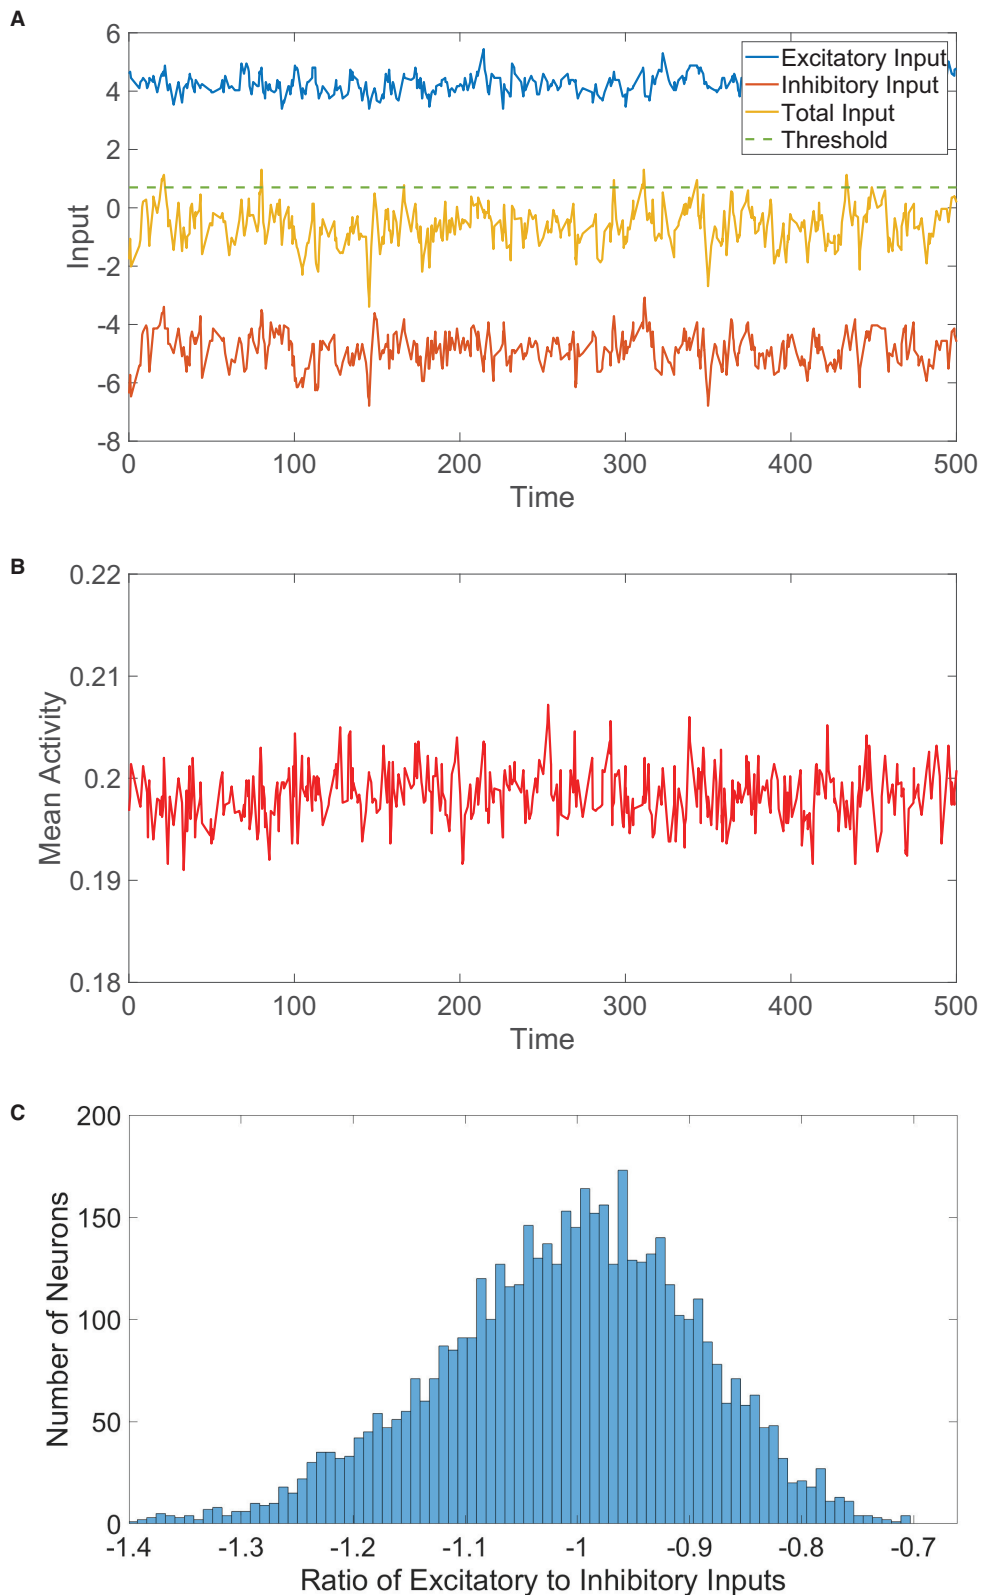 A
6
4
2
0
-2
-4
-6
-8
Input
Excitatory Input
Inhibitory Input
Total Input
Threshold
0 100 200 300 400 500
Time
B
0.22
0.21
0.2
0.19
0.18
Mean Activity
0 100 200 300 400 500
Time
C
200
150
100
50
0
Number of Neurons
-1.4 -1.3 -1.2 -1.1 -1 -0.9 -0.8 -0.7
Ratio of Excitatory to Inhibitory Inputs